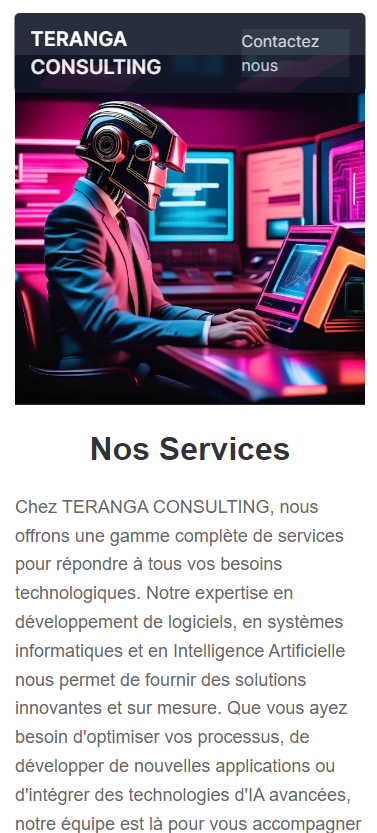 TERANGA
CONSULTING
Contactez
nous
Nos Services
Chez TERANGA CONSULTING, nous
offrons une gamme complète de services
pour répondre à tous vos besoins
technologiques. Notre expertise en
développement de logiciels, en systèmes
informatiques et en Intelligence Artificielle
nous permet de fournir des solutions
innovantes et sur mesure. Que vous ayez
besoin d'optimiser vos processus, de
développer de nouvelles applications ou
d'intégrer des technologies d'IA avancées,
notre équipe est là pour vous accompagner